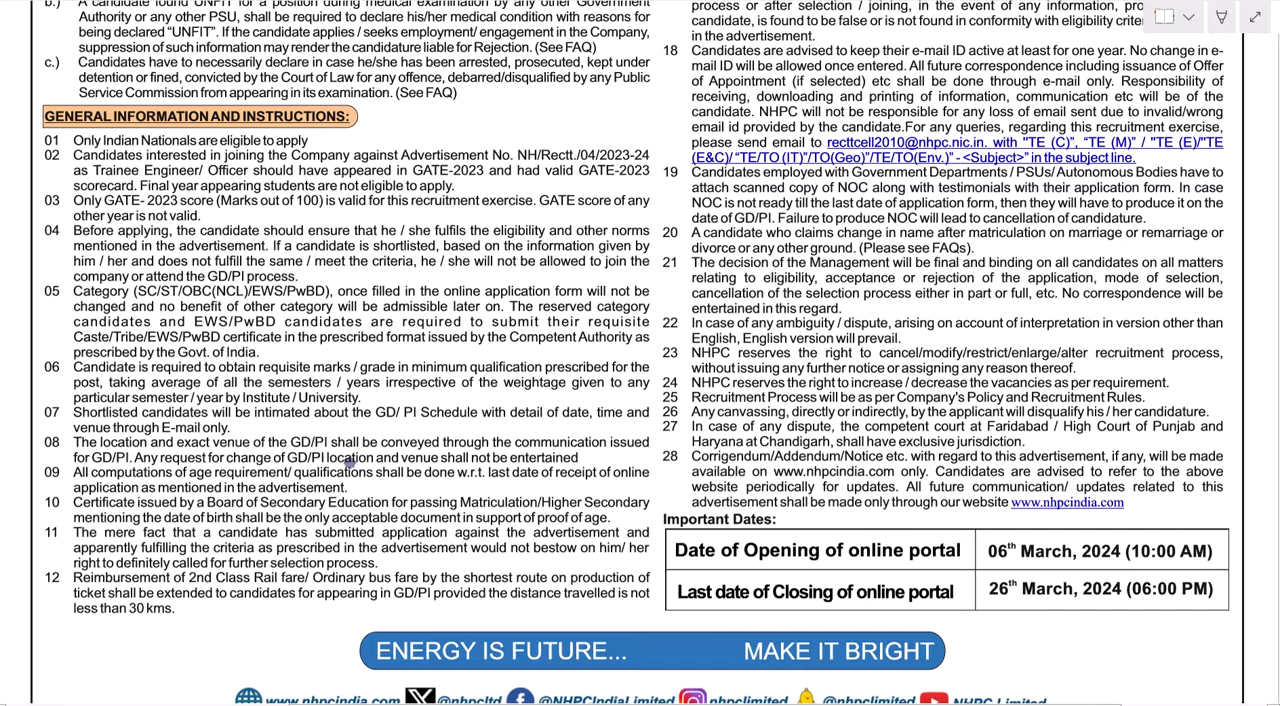 b.) A candidate found UNFIT for a position during medical examination by any other Government
Authority or any other PSU, shall be required to declare his/her medical condition with reasons for
being declared "UNFIT". If the candidate applies / seeks employment/ engagement in the Company,
suppression of such information may render the candidature liable for Rejection. (See FAQ)
c.) Candidates have to necessarily declare in case he/she has been arrested, prosecuted, kept under
detention or fined, convicted by the Court of Law for any offence, debarred/disqualified by any Public
Service Commission from appearing in its examination. (See FAQ)
GENERAL INFORMATION AND INSTRUCTIONS:
01 Only Indian Nationals are eligible to apply
02 Candidates interested in joining the Company against Advertisement No. NH/Rectt./04/2023-24
as Trainee Engineer/ Officer should have appeared in GATE-2023 and had valid GATE-2023
scorecard. Final year appearing students are not eligible to apply.
03 Only GATE- 2023 score (Marks out of 100) is valid for this recruitment exercise. GATE score of any
other year is not valid.
04 Before applying, the candidate should ensure that he / she fulfils the eligibility and other norms
mentioned in the advertisement. If a candidate is shortlisted, based on the information given by
him / her and does not fulfill the same / meet the criteria, he / she will not be allowed to join the
company or attend the GD/PI process.
05 Category (SC/ST/OBC(NCL)/EWS/PwBD), once filled in the online application form will not be
changed and no benefit of other category will be admissible later on. The reserved category
candidates and EWS/PwBD candidates are required to submit their requisite
Caste/Tribe/EWS/PwBD certificate in the prescribed format issued by the Competent Authority as
prescribed by the Govt. of India.
06 Candidate is required to obtain requisite marks / grade in minimum qualification prescribed for the
post, taking average of all the semesters / years irrespective of the weightage given to any
particular semester / year by Institute / University.
07 Shortlisted candidates will be intimated about the GD/ PI Schedule with detail of date, time and
venue through E-mail only.
08 The location and exact venue of the GD/PI shall be conveyed through the communication issued
for GD/PI. Any request for change of GD/PI location and venue shall not be entertained
09 All computations of age requirement/ qualifications shall be done w.r.t. last date of receipt of online
application as mentioned in the advertisement.
10 Certificate issued by a Board of Secondary Education for passing Matriculation/Higher Secondary
mentioning the date of birth shall be the only acceptable document in support of proof of age.
11 The mere fact that a candidate has submitted application against the advertisement and
apparently fulfilling the criteria as prescribed in the advertisement would not bestow on him/ her
right to definitely called for further selection process.
12 Reimbursement of 2nd Class Rail fare/ Ordinary bus fare by the shortest route on production of
ticket shall be extended to candidates for appearing in GD/PI provided the distance travelled is not
less than 30 kms.
process or after selection / joining, in the event of any information,
candidate, is found to be false or is not found in conformity with eligibility
in the advertisement.
18 Candidates are advised to keep their e-mail ID active at least for one year. No change in e-
mail ID will be allowed once entered. All future correspondence including issuance of Offer
of Appointment (if selected) etc shall be done through e-mail only. Responsibility of
receiving, downloading and printing of information, communication etc will be of the
candidate. NHPC will not be responsible for any loss of email sent due to invalid/wrong
email id provided by the candidate.For any queries, regarding this recruitment exercise,
please send email to recttcell2010@nhpc.nic.in. with "TE (C)", "TE (M)" / "TE (E)/"TE
(E&C)/ "TE/TO (IT)"/TO(Geo)"/TE/TO(Env.)" - <Subject>" in the subject line.
19 Candidates employed with Government Departments / PSUs/ Autonomous Bodies have to
attach scanned copy of NOC along with testimonials with their application form. In case
NOC is not ready till the last date of application form, then they will have to produce it on the
date of GD/PI. Failure to produce NOC will lead to cancellation of candidature.
20 A candidate who claims change in name after matriculation on marriage or remarriage or
divorce or any other ground. (Please see FAQs).
21 The decision of the Management will be final and binding on all candidates on all matters
relating to eligibility, acceptance or rejection of the application, mode of selection,
cancellation of the selection process either in part or full, etc. No correspondence will be
entertained in this regard.
22 In case of any ambiguity / dispute, arising on account of interpretation in version other than
English, English version will prevail.
23 NHPC reserves the right to cancel/modify/restrict/enlarge/alter recruitment process,
without issuing any further notice or assigning any reason thereof.
24 NHPC reserves the right to increase / decrease the vacancies as per requirement.
25 Recruitment Process will be as per Company's Policy and Recruitment Rules.
26 Any canvassing, directly or indirectly, by the applicant will disqualify his / her candidature.
27 In case of any dispute, the competent court at Faridabad / High Court of Punjab and
Haryana at Chandigarh, shall have exclusive jurisdiction.
28 Corrigendum/Addendum/Notice etc. with regard to this advertisement, if any, will be made
available on www.nhpcindia.com only. Candidates are advised to refer to the above
website periodically for updates. All future communication/ updates related to this
advertisement shall be made only through our website www.nhpcindia.com
Important Dates:
Date of Opening of online portal 06th March, 2024 (10:00 AM)
Last date of Closing of online portal 26th March, 2024 (06:00 PM)
ENERGY IS FUTURE... MAKE IT BRIGHT
www.nhpcindia.com @nhpcltd @NHPCIndiaLimited nhpclimited @nhpclimited NHPC Limited